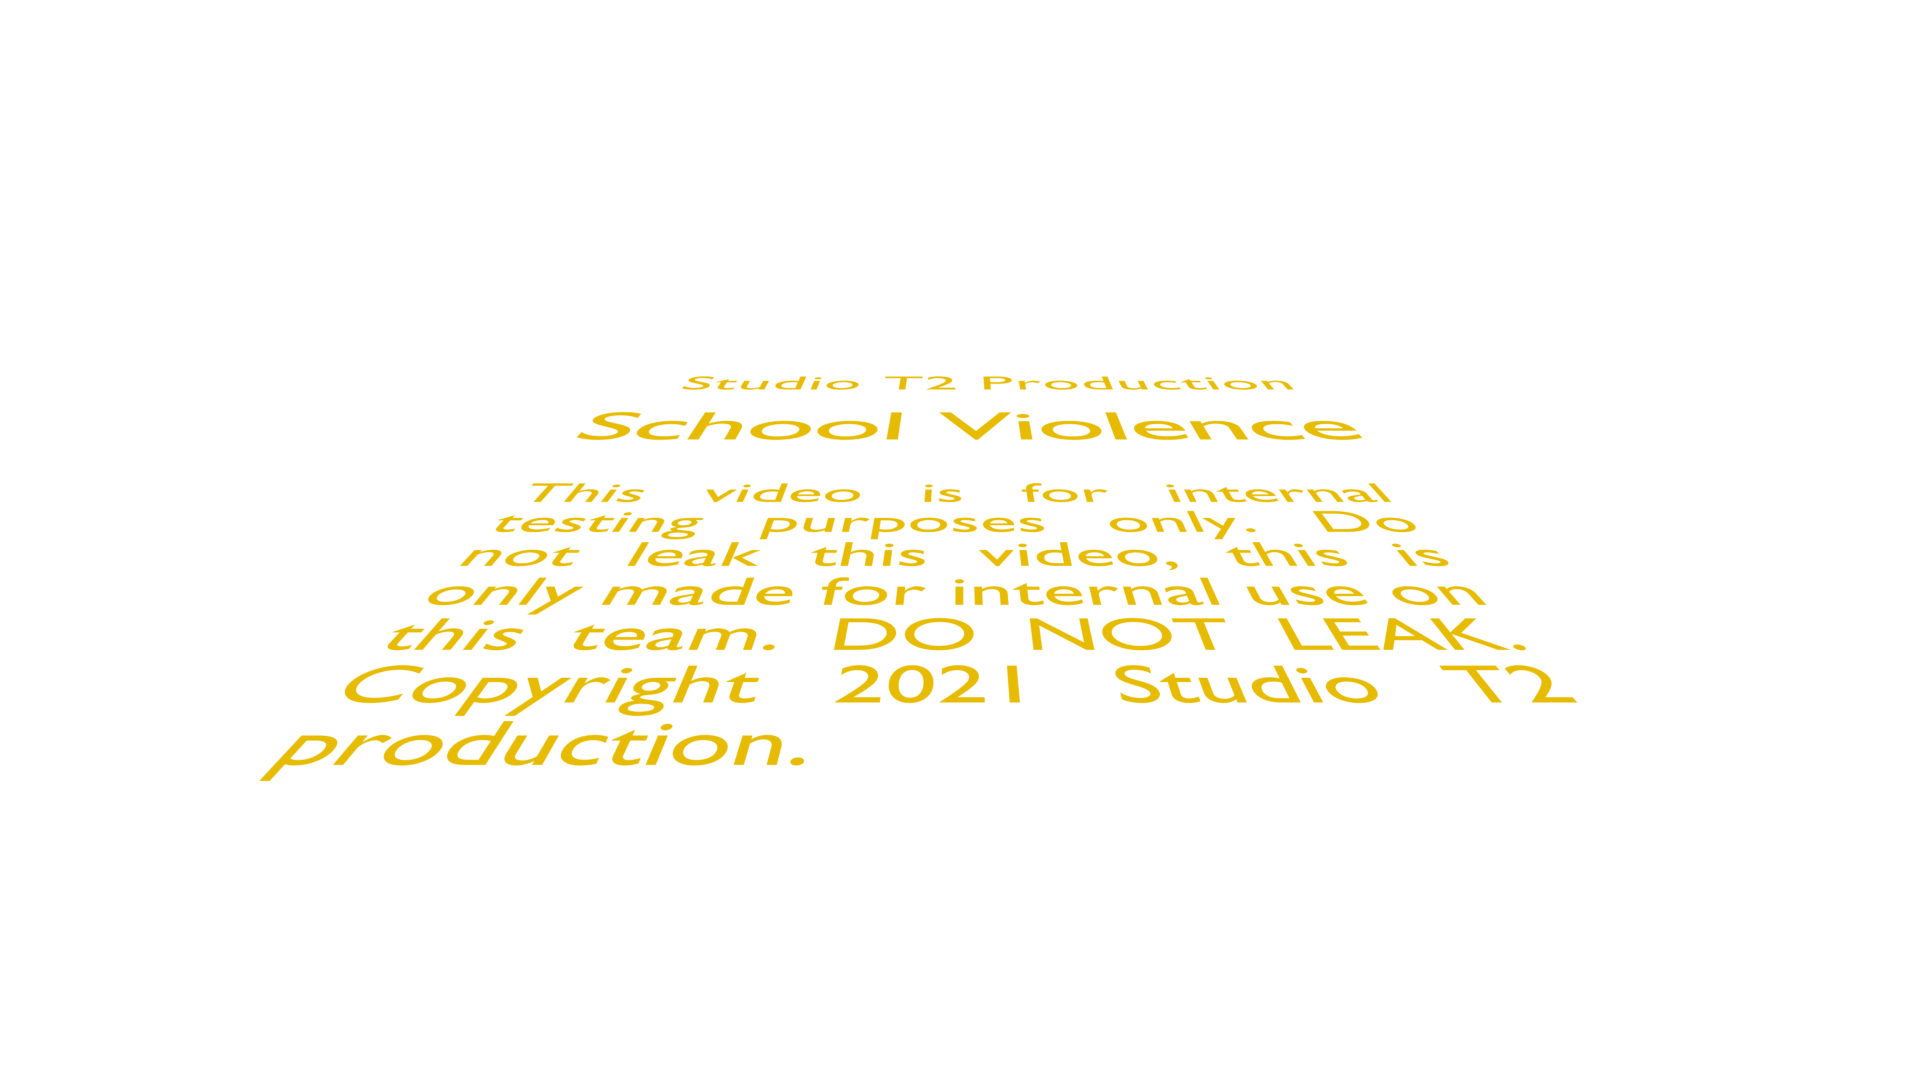 Studio T2 Production
School Violence
This video is for internal
testing purposes only. Do
not leak this video, this is
only made for internal use on
this team. DO NOT LEAK.
Copyright 2021 Studio T2
production.